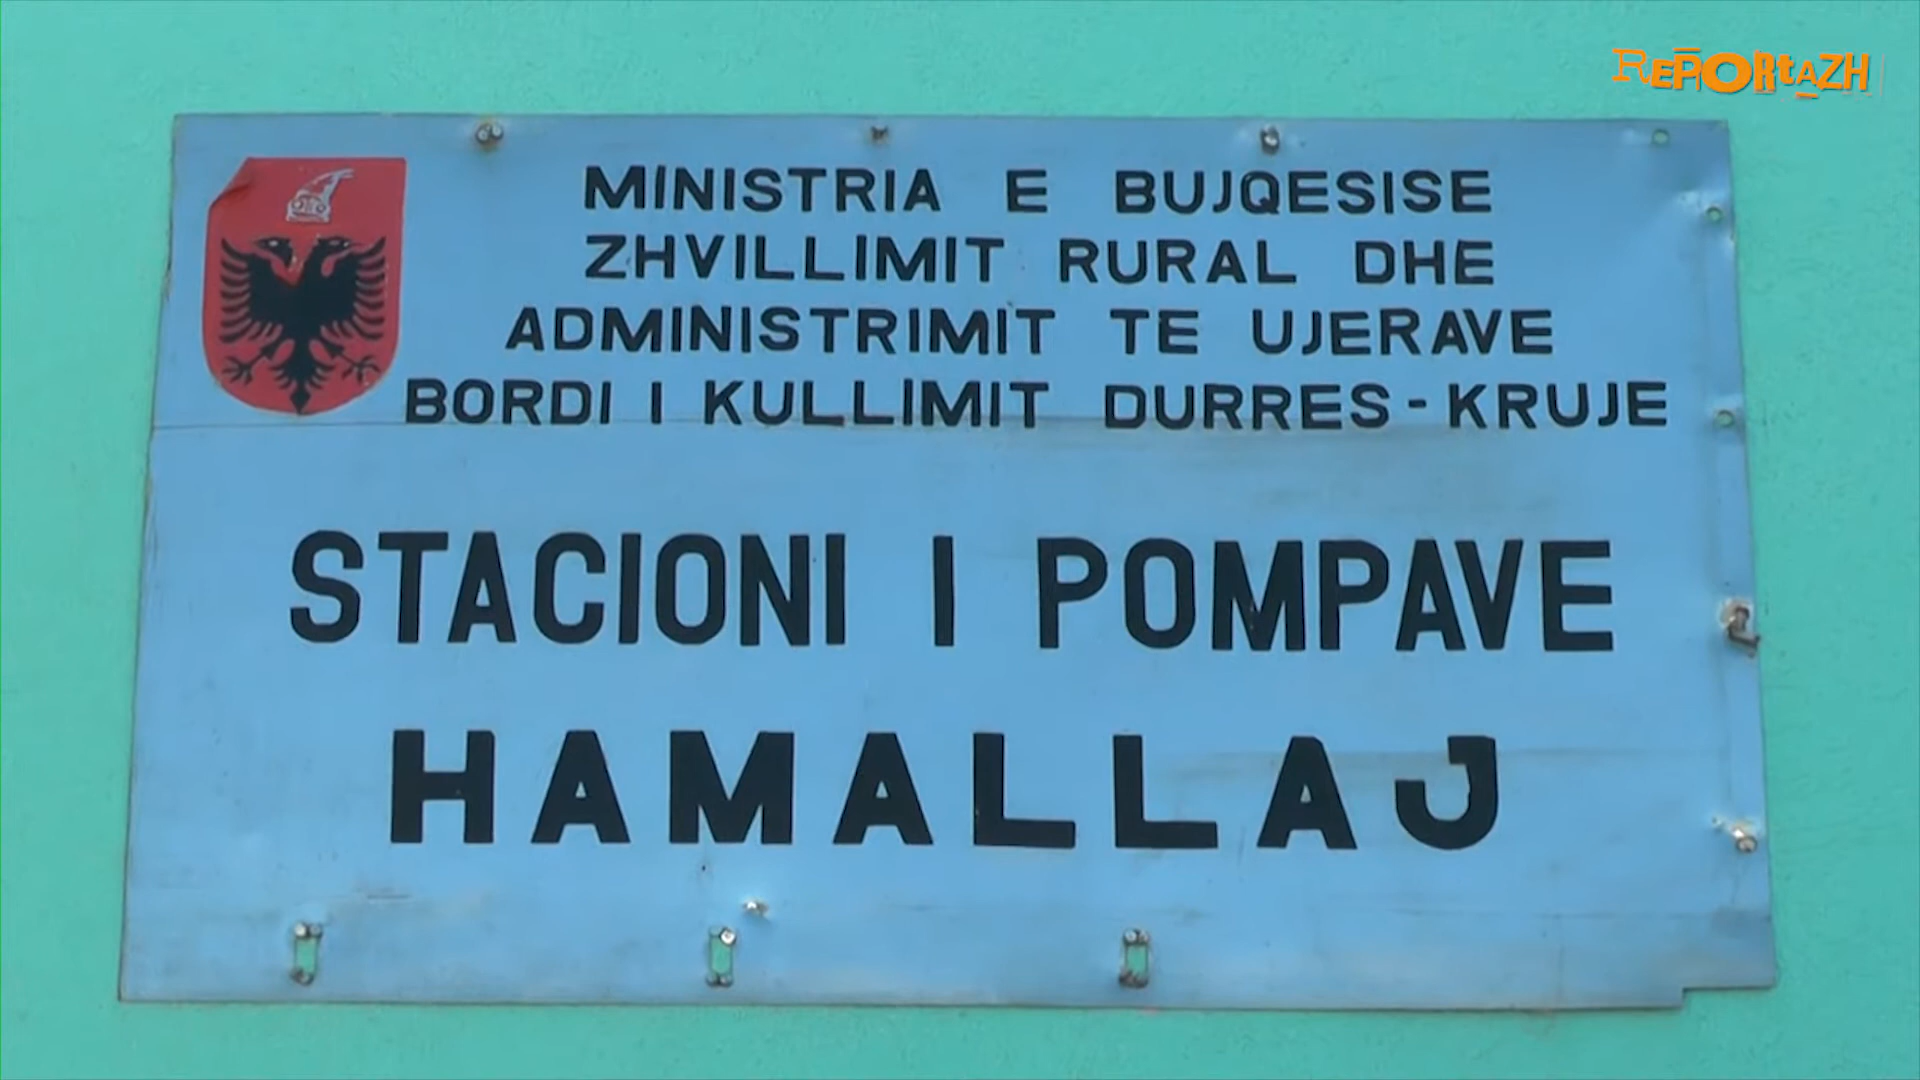 REPORTAZH
MINISTRIA E BUJQESISE
ZHVILLIMIT RURAL DHE
ADMINISTRIMIT TE UJERAVE
BORDI I KULLIMIT DURRES-KRUJE
STACIONI I POMPAVE
HAMALLAJ